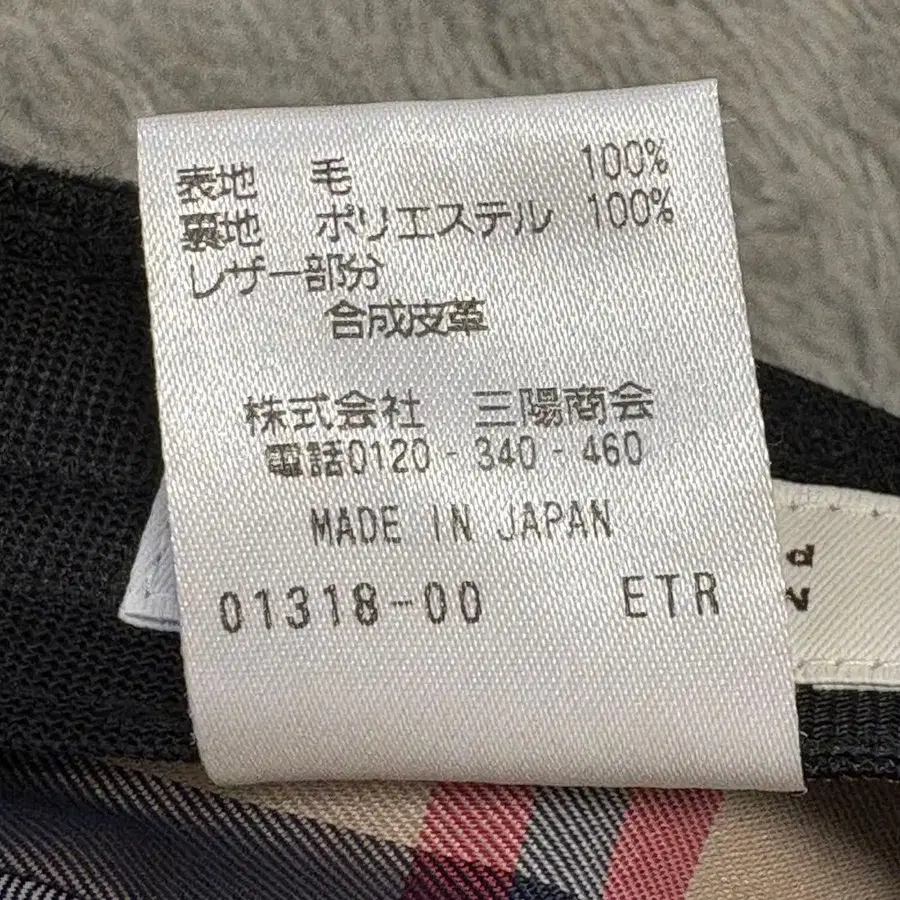 表地 毛 100%
裏地 ポリエステル 100%
レザー部分
合成皮革
株式会社 三陽商会
電話0120-340-460
MADE IN JAPAN
01318-00 ETR